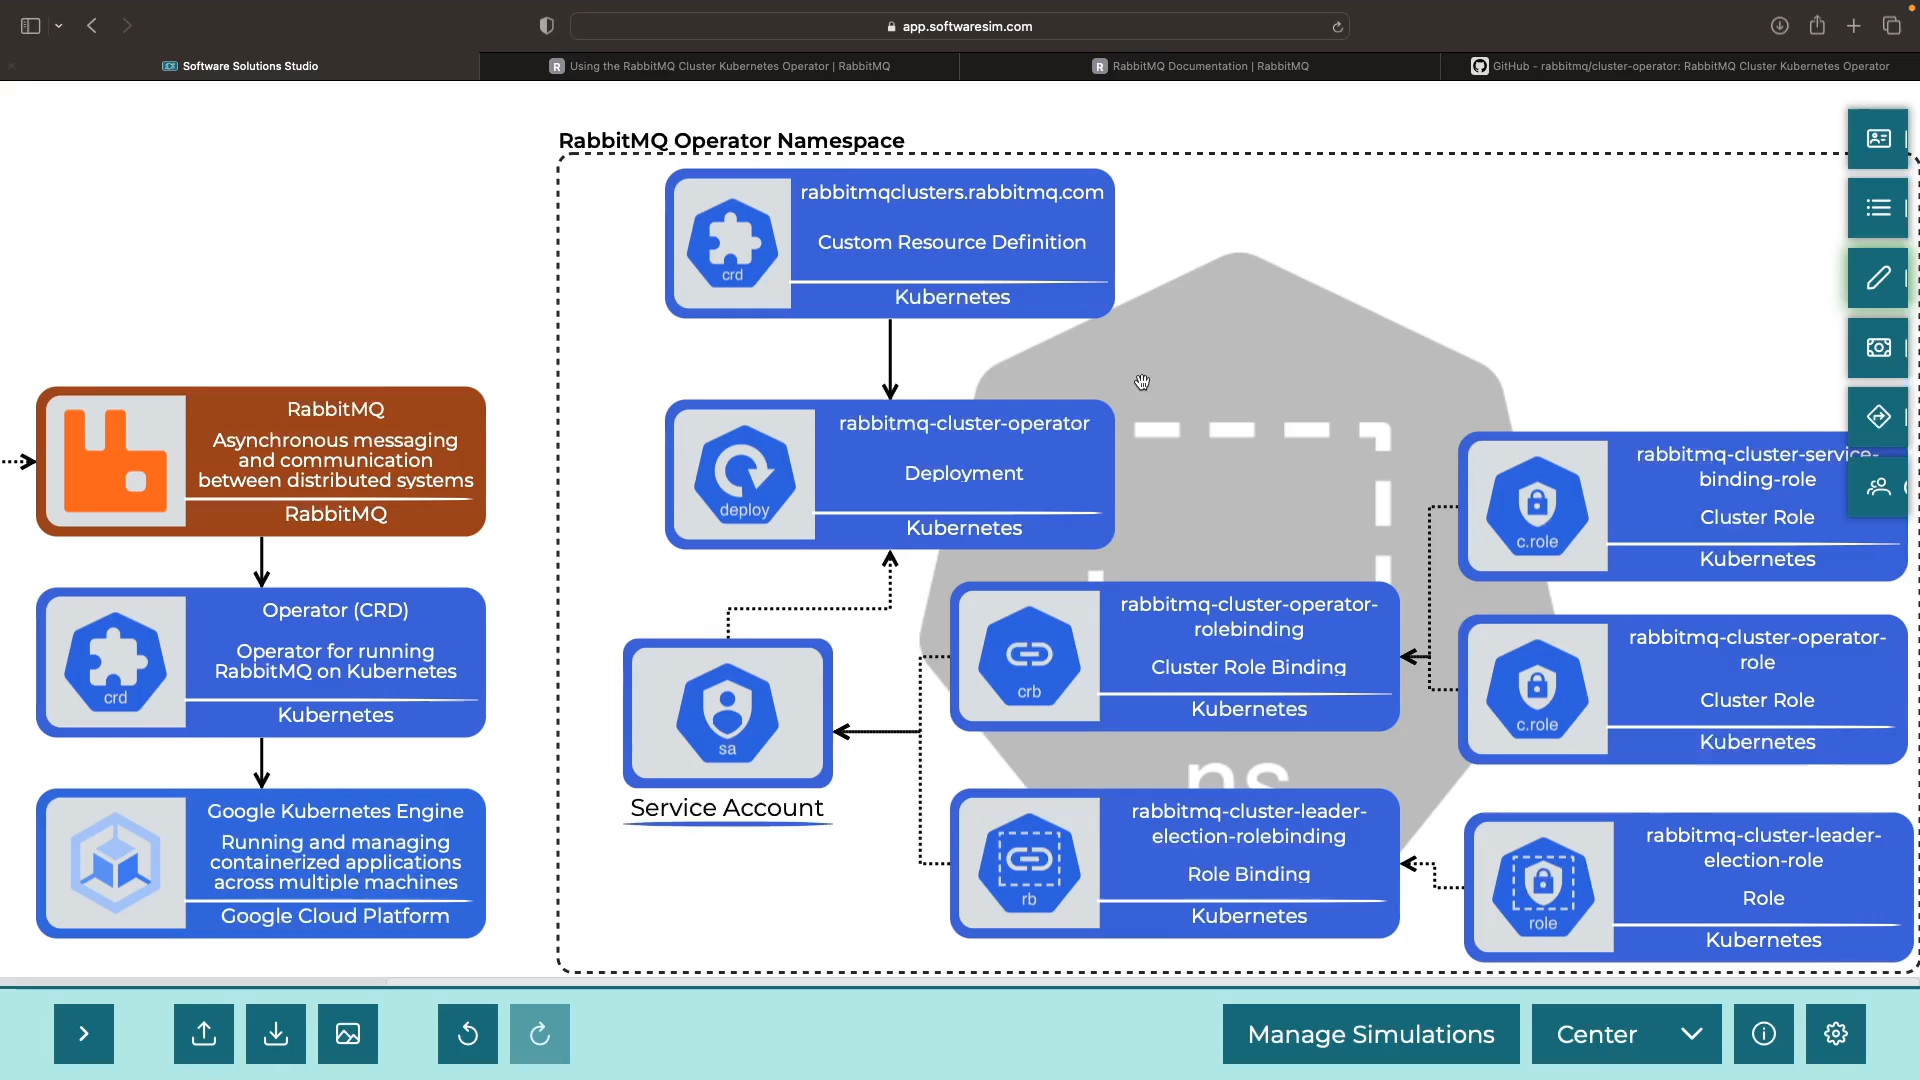 app.softwaresim.com
Software Solutions Studio
R Using the RabbitMQ Cluster Kubernetes Operator | RabbitMQ
R RabbitMQ Documentation | RabbitMQ
GitHub - rabbitmq/cluster-operator: RabbitMQ Cluster Kubernetes Operator
RabbitMQ Operator Namespace
rabbitmqclusters.rabbitmq.com
Custom Resource Definition
crd
Kubernetes
RabbitMQ
Asynchronous messaging
and communication
between distributed systems
RabbitMQ
rabbitmq-cluster-operator
Deployment
deploy
Kubernetes
rabbitmq-cluster-service-
binding-role
Cluster Role
c.role
Kubernetes
Operator (CRD)
Operator for running
RabbitMQ on Kubernetes
crd
Kubernetes
sa
Service Account
rabbitmq-cluster-operator-
rolebinding
Cluster Role Binding
crb
Kubernetes
rabbitmq-cluster-operator-
role
Cluster Role
c.role
Kubernetes
ns
Google Kubernetes Engine
Running and managing
containerized applications
across multiple machines
Google Cloud Platform
rabbitmq-cluster-leader-
election-rolebinding
Role Binding
rb
Kubernetes
rabbitmq-cluster-leader-
election-role
Role
role
Kubernetes
Manage Simulations
Center